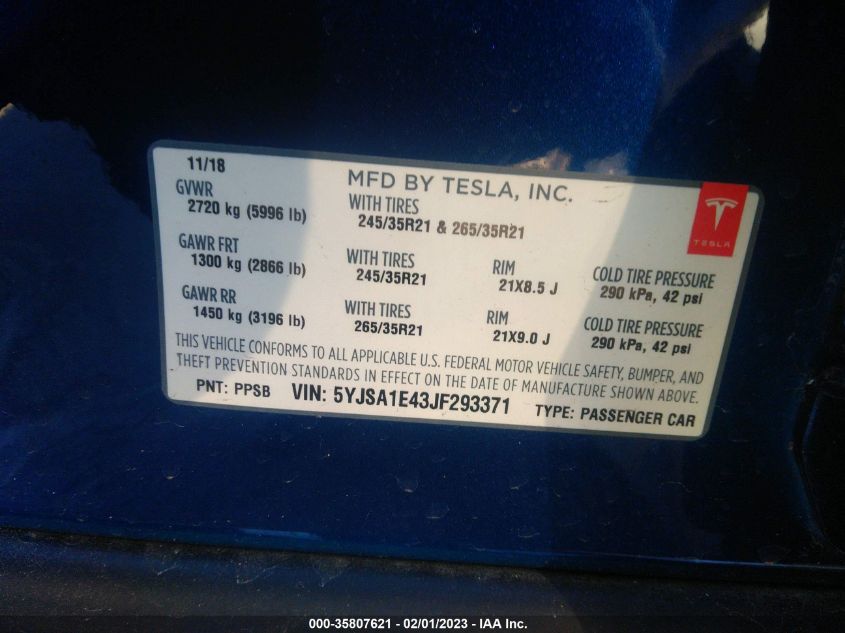 11/18
MFD BY TESLA, INC.
GVWR
2720 kg (5996 lb)
WITH TIRES
245/35R21 & 265/35R21
TESLA
GAWR FRT
1300 kg (2866 lb)
WITH TIRES
245/35R21
RIM
21X8.5 J
COLD TIRE PRESSURE
290 kPa, 42 psi
GAWR RR
1450 kg (3196 lb)
WITH TIRES
265/35R21
RIM
21X9.0 J
COLD TIRE PRESSURE
290 kPa, 42 psi
THIS VEHICLE CONFORMS TO ALL APPLICABLE U.S. FEDERAL MOTOR VEHICLE SAFETY, BUMPER, AND
THEFT PREVENTION STANDARDS IN EFFECT ON THE DATE OF MANUFACTURE SHOWN ABOVE.
PNT: PPSB VIN: 5YJSA1E43JF293371 TYPE: PASSENGER CAR
000-35807621 - 02/01/2023 - IAA Inc.